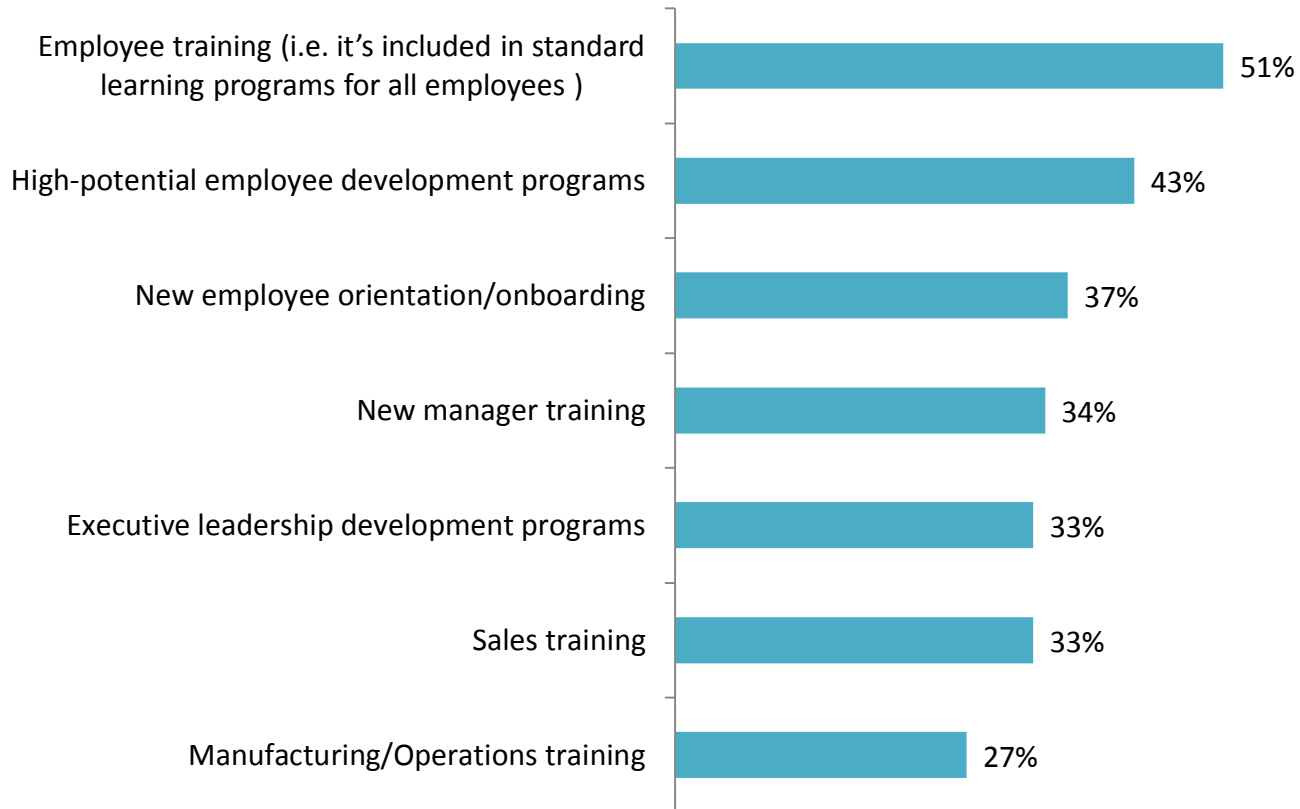 Employee training (i.e. it’s included in standard
learning programs for all employees )
51%
High-potential employee development programs
43%
New employee orientation/onboarding
37%
New manager training
34%
Executive leadership development programs
33%
Sales training
33%
Manufacturing/Operations training
27%